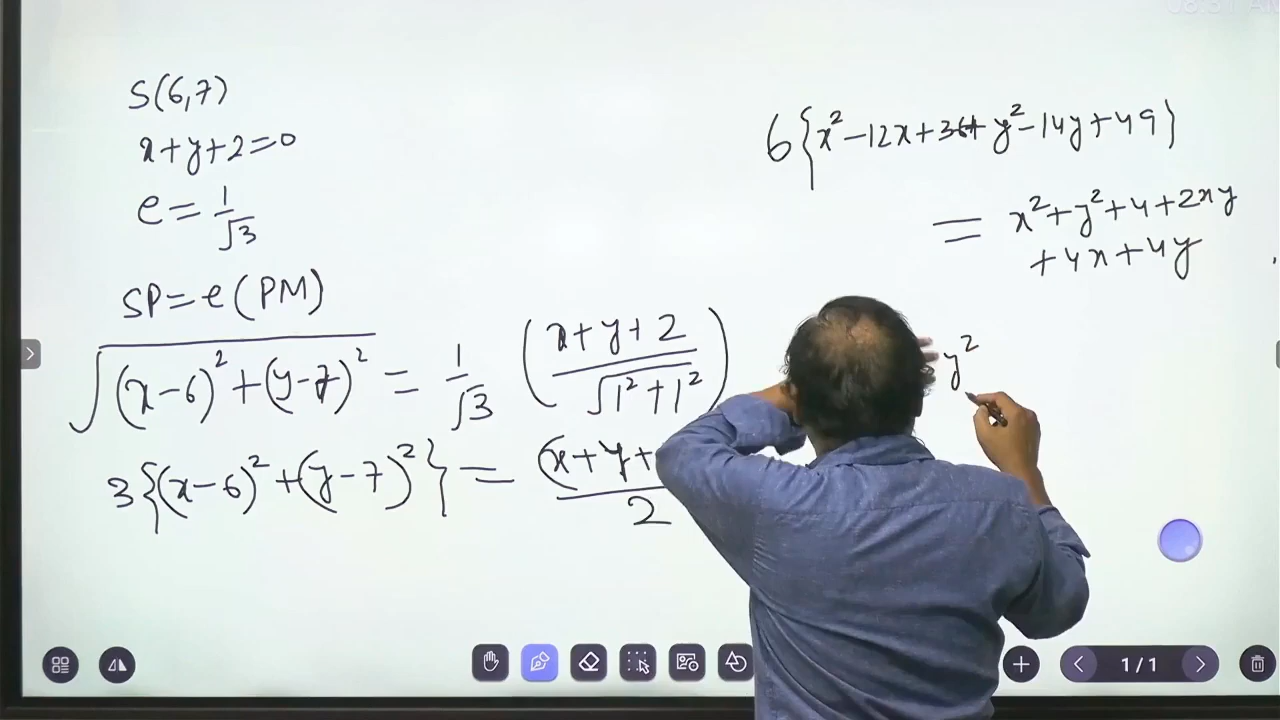 S(6,7)
x+y+2=0
e = 1/√3
SP = e(PM)
√((x-6)²+(y-7)²) = 1/√3 ((x+y+2)/√(1²+1²))
3{(x-6)²+(y-7)²} = (x+y+ /2
6{x²-12x+36+y²-14y+49}
= x²+y²+4+2xy
+4x+4y
y²
1/1